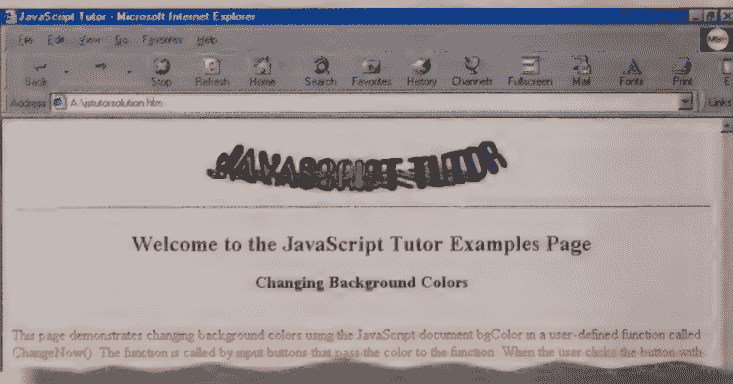 JavaScript Tutor - Microsoft Internet Explorer
File Edit View Go Favorites Help
Back Stop Refresh Home Search Favorites History Channels Fullscreen Mail Fonts Print E
Address A:\jstutorsolution.htm Links
JAVASCRIPT TUTOR
Welcome to the JavaScript Tutor Examples Page
Changing Background Colors
This page demonstrates changing background colors using the JavaScript document bgColor in a user-defined function called
ChangeNow() The function is called by input buttons that pass the color to the function When the user clicks the button with